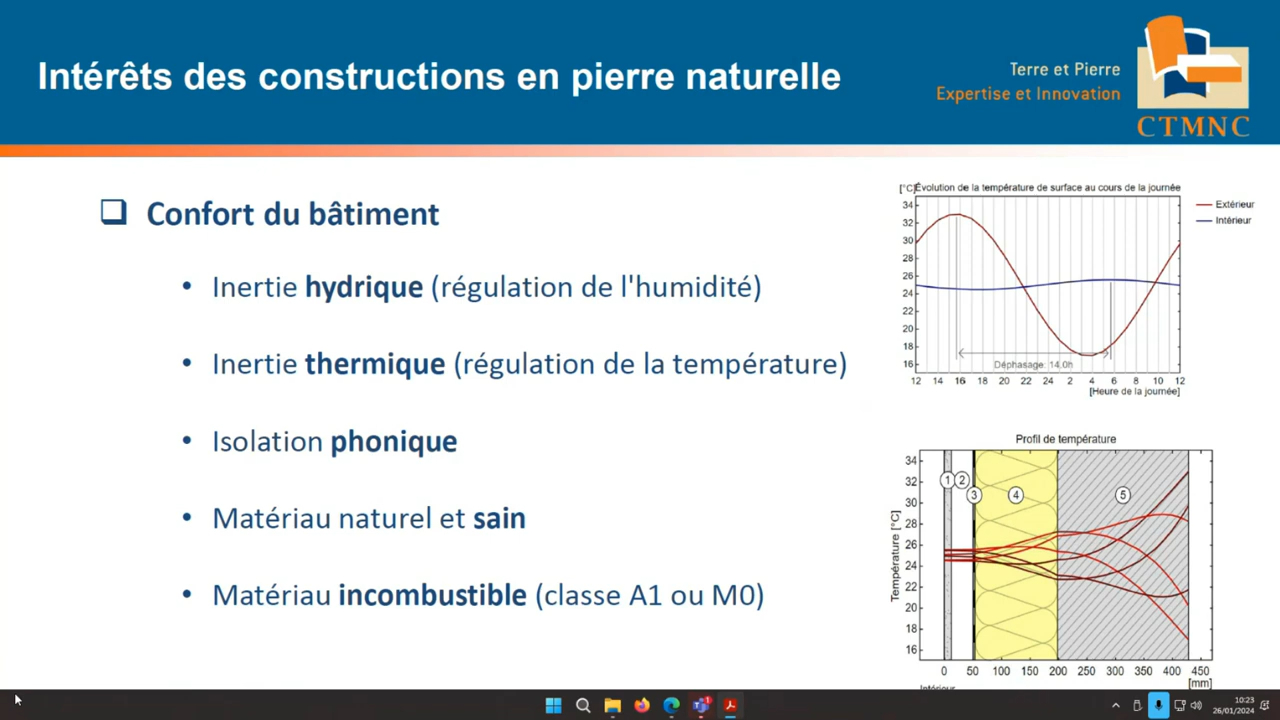 Intérêts des constructions en pierre naturelle
Terre et Pierre
Expertise et Innovation
CTMNC
❑ Confort du bâtiment
• Inertie hydrique (régulation de l'humidité)
• Inertie thermique (régulation de la température)
• Isolation phonique
• Matériau naturel et sain
• Matériau incombustible (classe A1 ou M0)
[°C]Évolution de la température de surface au cours de la journée
34
32
30
28
26
24
22
20
18
16
Extérieur
Intérieur
Déphasage: 14,0h
12 14 16 18 20 22 24 2 4 6 8 10 12
[Heure de la journée]
Profil de température
Température [°C]
34
32
30
28
26
24
22
20
18
16
1 2 3 4 5
0 50 100 150 200 250 300 350 400 450
[mm]
Intérieur
10:23
26/01/2024